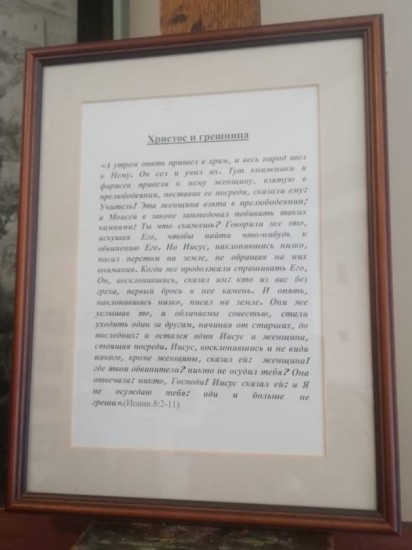 Христос и грешница
«А утром опять пришел в храм, и весь народ шел
к Нему. Он сел и учил их. Тут книжники и
фарисеи привели к нему женщину, взятую в
прелюбодеянии, поставив ее посреди, сказали ему:
Учитель! Эта женщина взята в прелюбодеянии;
а Моисей в законе заповедовал побивать таких
камнями: Ты что скажешь? Говорили же это,
искушая Его, чтобы найти что-нибудь к
обвинению Его. Но Иисус, наклонившись низко,
писал перстом на земле, не обращая на них
внимания. Когда же продолжали спрашивать Его,
Он, восклонившись, сказал им: кто из вас без
греха, первый брось в нее камень. И опять,
наклонившись низко, писал на земле. Они же
услышав то, и обличаемы совестью, стали
уходить один за другим, начиная от старших, до
последних: и остался один Иисус и женщина,
стоящая посреди. Иисус, восклонившись и не видя
никого, кроме женщины, сказал ей: женщина!
где твои обвинители? никто не осудил тебя? Она
отвечала: никто, Господи! Иисус сказал ей: и Я
не осуждаю тебя: иди и больше не
греши».(Иоанн.8:2-11)